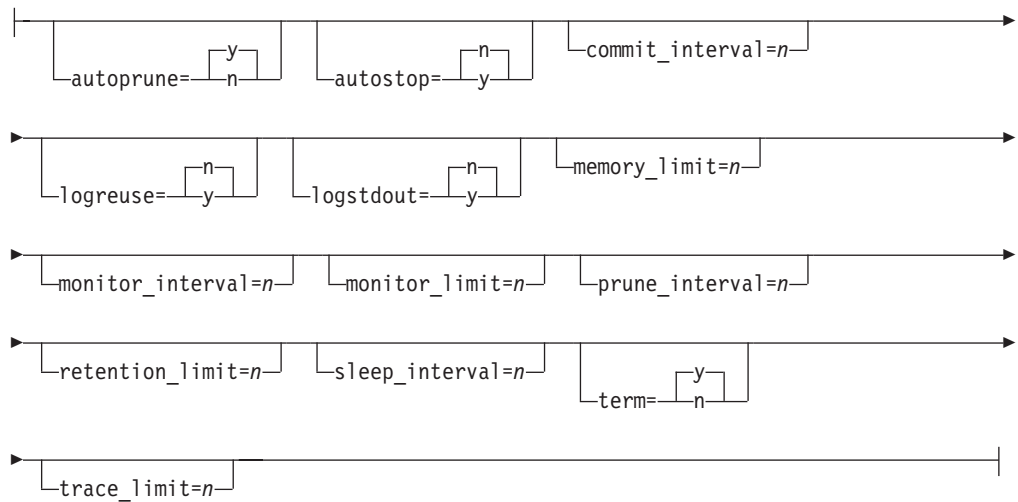 y n commit_interval=n
autoprune= n autostop= y
n n memory_limit=n
logreuse= y logstdout= y
monitor_interval=n monitor_limit=n prune_interval=n
retention_limit=n sleep_interval=n y
term= n
trace_limit=n